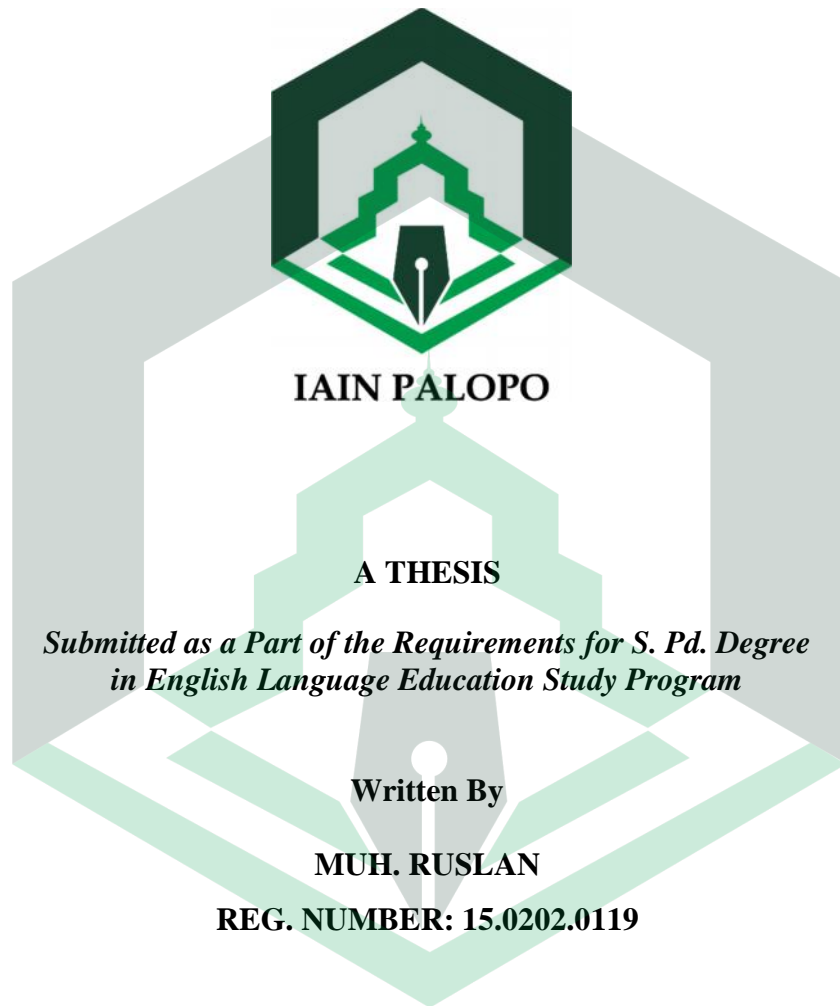 IAIN PALOPO
A THESIS
Submitted as a Part of the Requirements for S. Pd. Degree
in English Language Education Study Program
Written By
MUH. RUSLAN
REG. NUMBER: 15.0202.0119